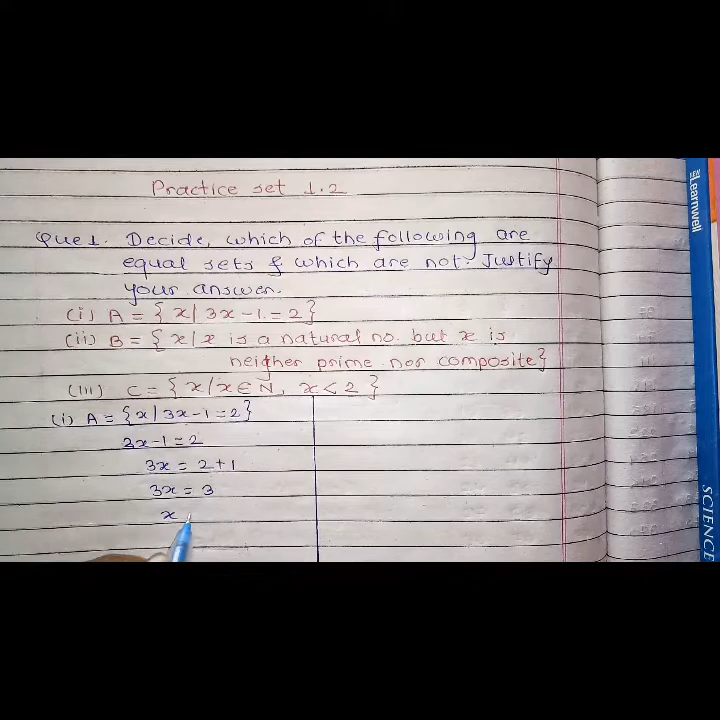 Practice set 1.2
Que 1. Decide, which of the following are
equal sets & which are not. Justify
your answer.
(i) A = {x/ 3x-1 = 2}
(ii) B = {x/x is a natural no. but x is
neither prime nor composite}
(iii) C = {x/x∈N, x<2}
(i) A = {x/ 3x-1 = 2}
3x-1 = 2
3x = 2+1
3x = 3
x
Learnwell
SCIENCE